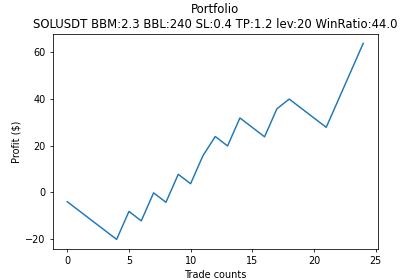 Portfolio
SOLUSDT BBM:2.3 BBL:240 SL:0.4 TP:1.2 lev:20 WinRatio:44.0
60
40
20
0
−20
Profit ($)
0
5
10
15
20
25
Trade counts